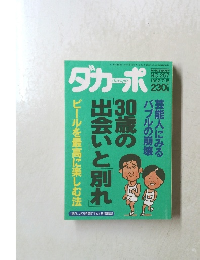 ダカーポ
230円
芸能人にみる
バブルの崩壊
「30歳の
出会いと別れ」
ビールを最高に楽しむ法